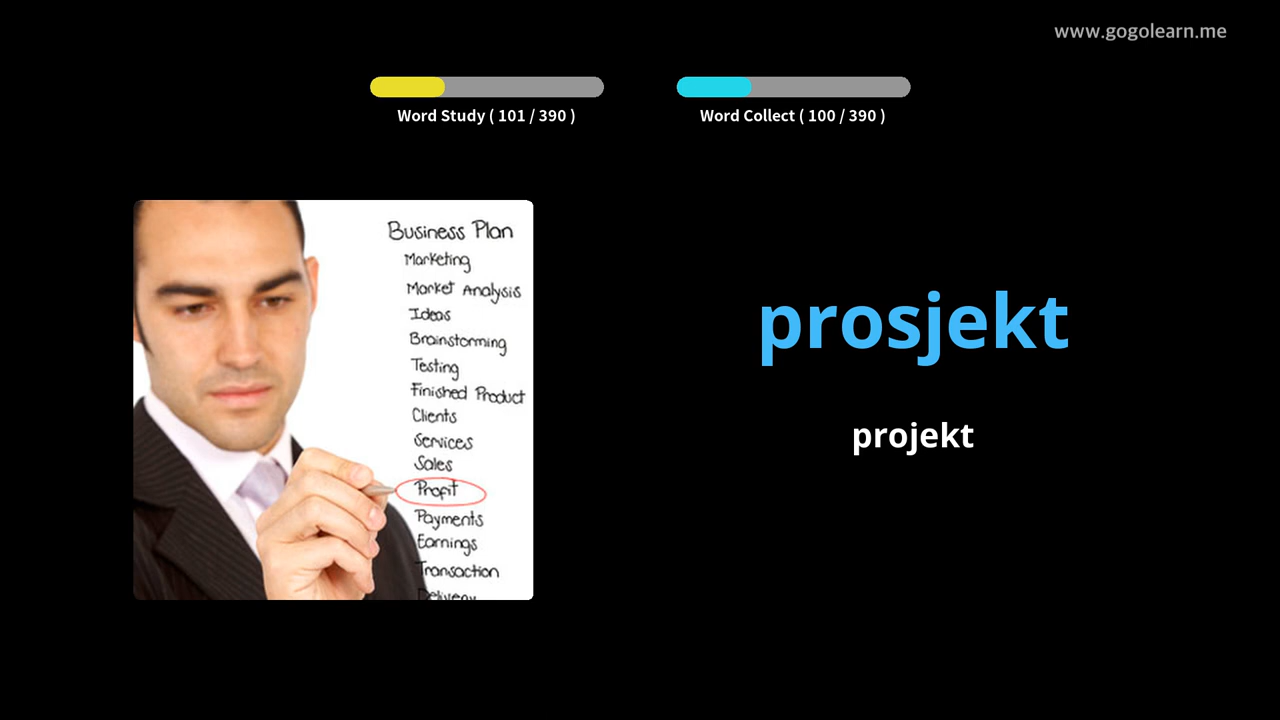 www.gogolearn.me
Word Study ( 101 / 390 )
Word Collect ( 100 / 390 )
Business Plan
Marketing
Market Analysis
Ideas
Brainstorming
Testing
Finished Product
Clients
Services
Sales
Profit
Payments
Earnings
Transaction
Delivery
prosjekt
projekt